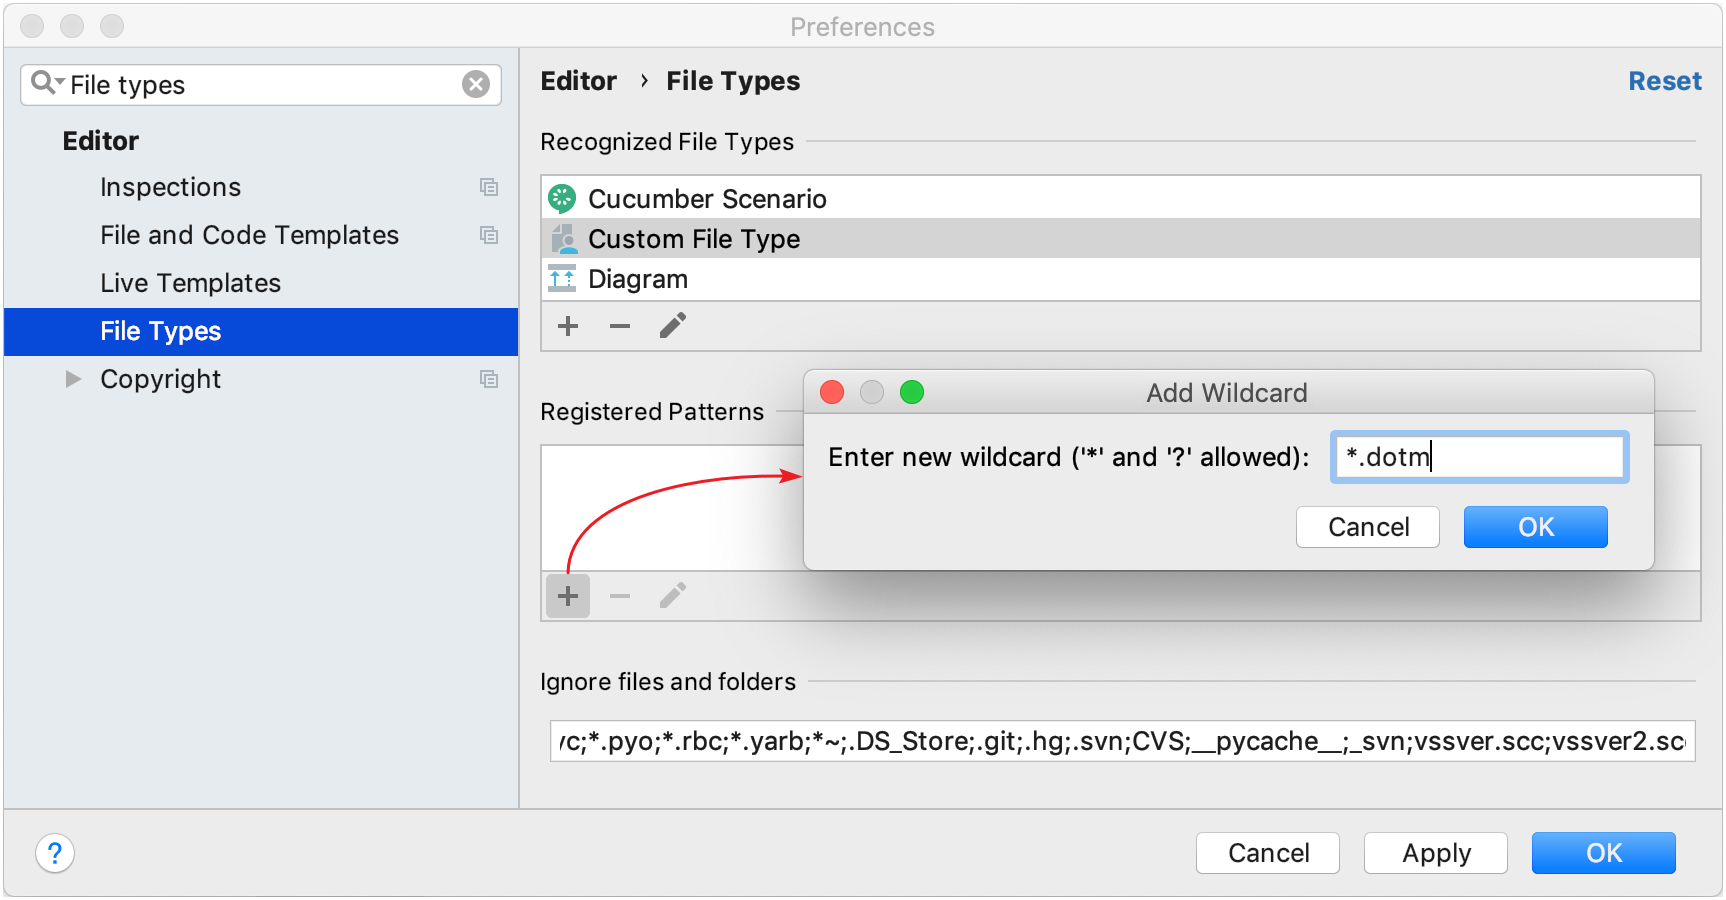 Preferences
File types
Editor
Inspections
File and Code Templates
Live Templates
File Types
Copyright
Editor › File Types
Reset
Recognized File Types
Cucumber Scenario
Custom File Type
Diagram
Registered Patterns
Add Wildcard
Enter new wildcard ('*' and '?' allowed):
*.dotm
Cancel
OK
Ignore files and folders
c;*.pyo;*.rbc;*.yarb;*~;.DS_Store;.git;.hg;.svn;CVS;__pycache__;_svn;vssver.scc;vssver2.sc
?
Cancel
Apply
OK